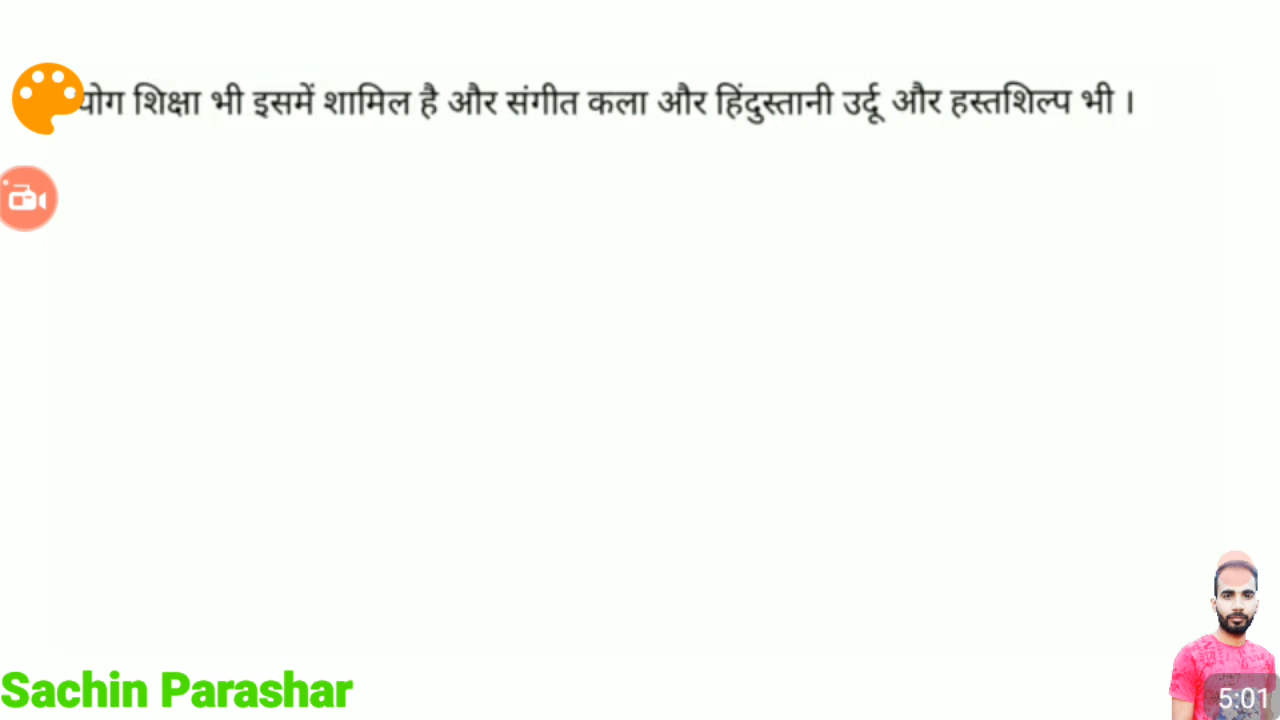 योग शिक्षा भी इसमें शामिल है और संगीत कला और हिंदुस्तानी उर्दू और हस्तशिल्प भी ।
Sachin Parashar
5:01